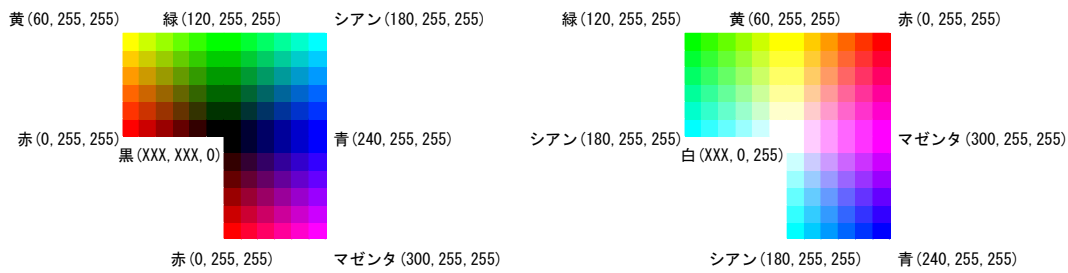 黄(60,255,255) 緑(120,255,255) シアン(180,255,255)
赤(0,255,255) 青(240,255,255)
黒(XXX,XXX,0)
赤(0,255,255) マゼンタ(300,255,255)
緑(120,255,255) 黄(60,255,255) 赤(0,255,255)
シアン(180,255,255) マゼンタ(300,255,255)
白(XXX,0,255)
シアン(180,255,255) 青(240,255,255)